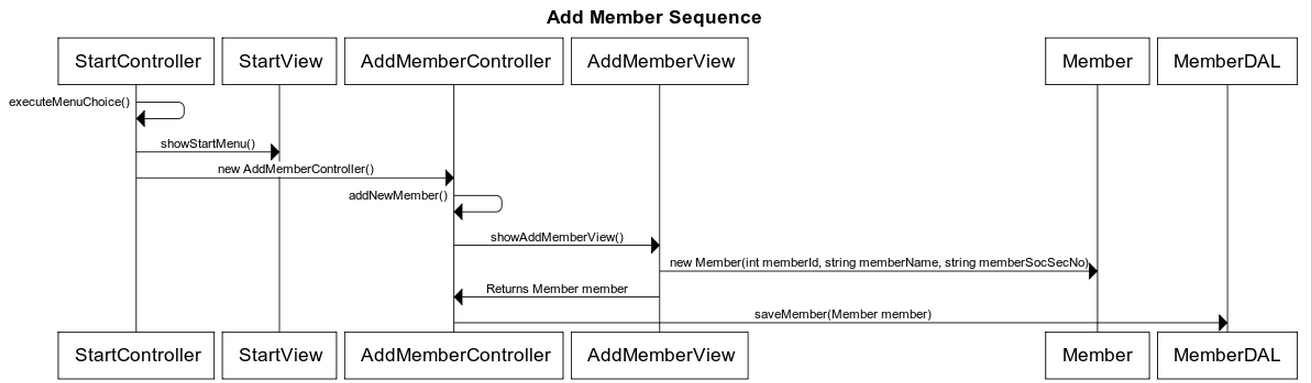 Add Member Sequence
StartController
StartView
AddMemberController
AddMemberView
Member
MemberDAL
executeMenuChoice()
showStartMenu()
new AddMemberController()
addNewMember()
showAddMemberView()
new Member(int memberId, string memberName, string memberSocSecNo)
Returns Member member
saveMember(Member member)
StartController
StartView
AddMemberController
AddMemberView
Member
MemberDAL